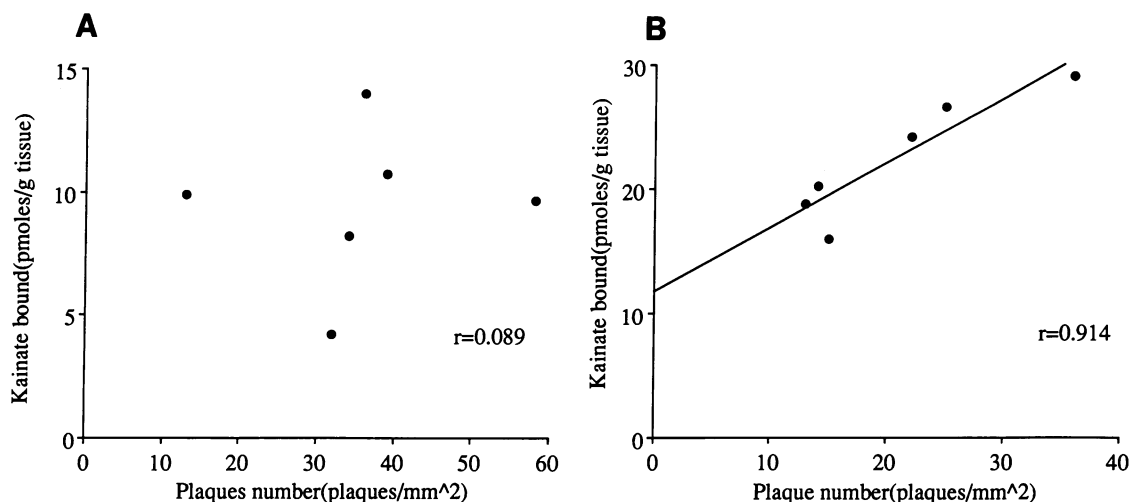 A
15
10
5
0
Kainate bound(pmoles/g tissue)
r=0.089
0 10 20 30 40 50 60
Plaques number(plaques/mm^2)
B
30
20
10
0
Kainate bound(pmoles/g tissue)
r=0.914
0 10 20 30 40
Plaque number(plaques/mm^2)